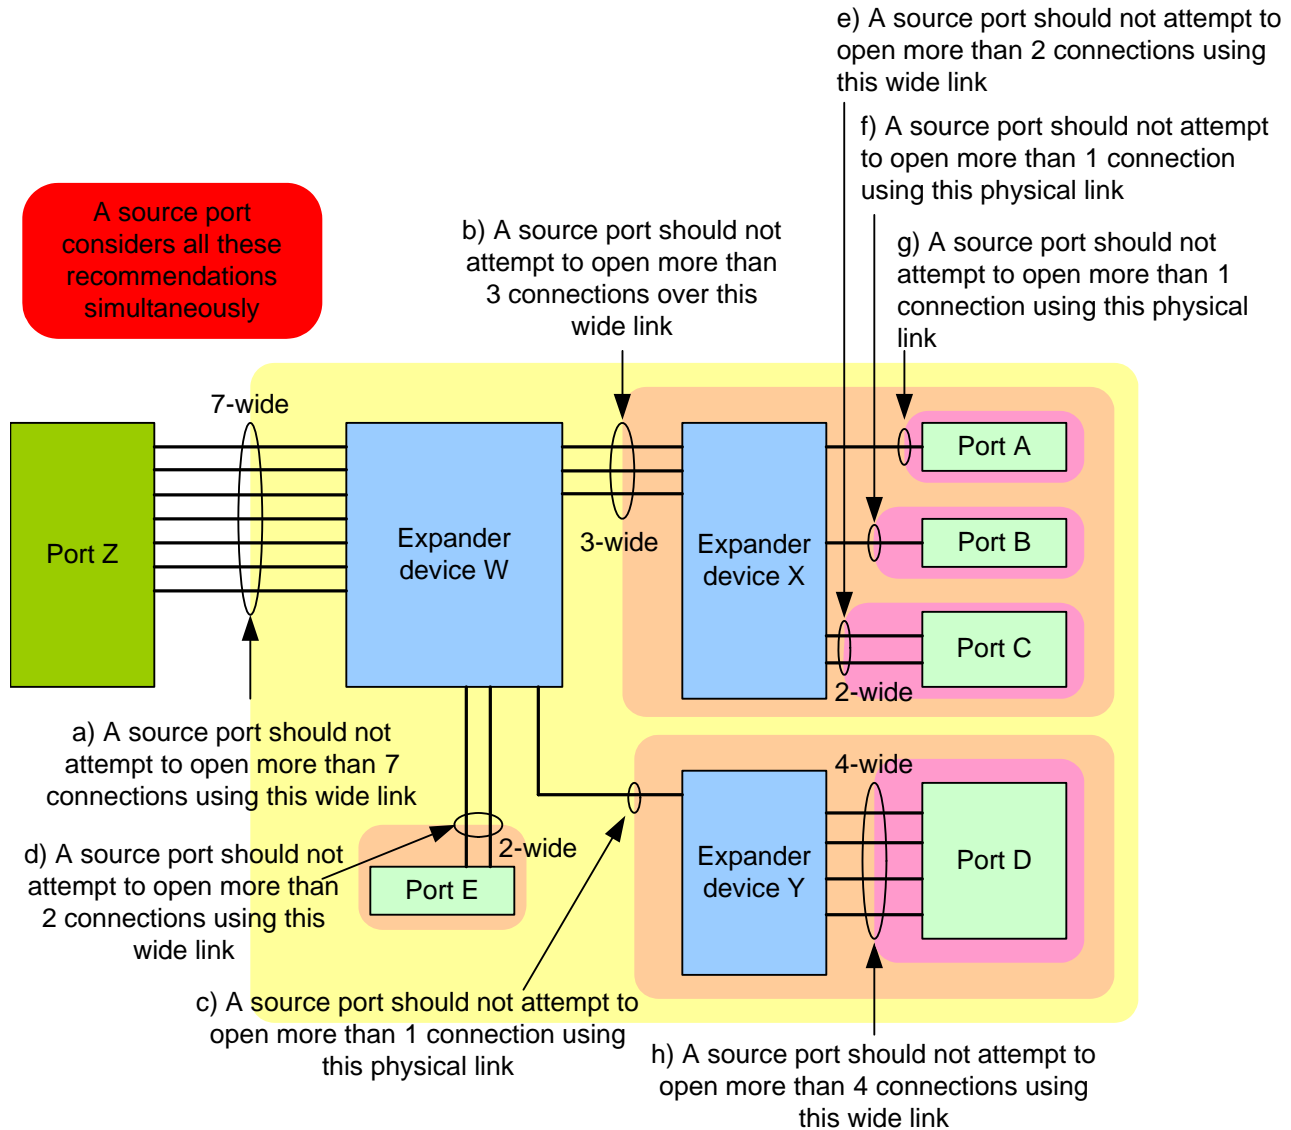 e) A source port should not attempt to
open more than 2 connections using
this wide link
f) A source port should not attempt
to open more than 1 connection
using this physical link
A source port
considers all these
recommendations
simultaneously
b) A source port should not
attempt to open more than
3 connections over this
wide link
g) A source port should not
attempt to open more than 1
connection using this physical
link
7-wide
Port Z
Expander
device W
3-wide
Expander
device X
Port A
Port B
Port C
2-wide
a) A source port should not
attempt to open more than 7
connections using this wide link
4-wide
d) A source port should not
attempt to open more than
2 connections using this
wide link
2-wide
Port E
Expander
device Y
Port D
c) A source port should not attempt to
open more than 1 connection using
this physical link
h) A source port should not attempt to
open more than 4 connections using
this wide link